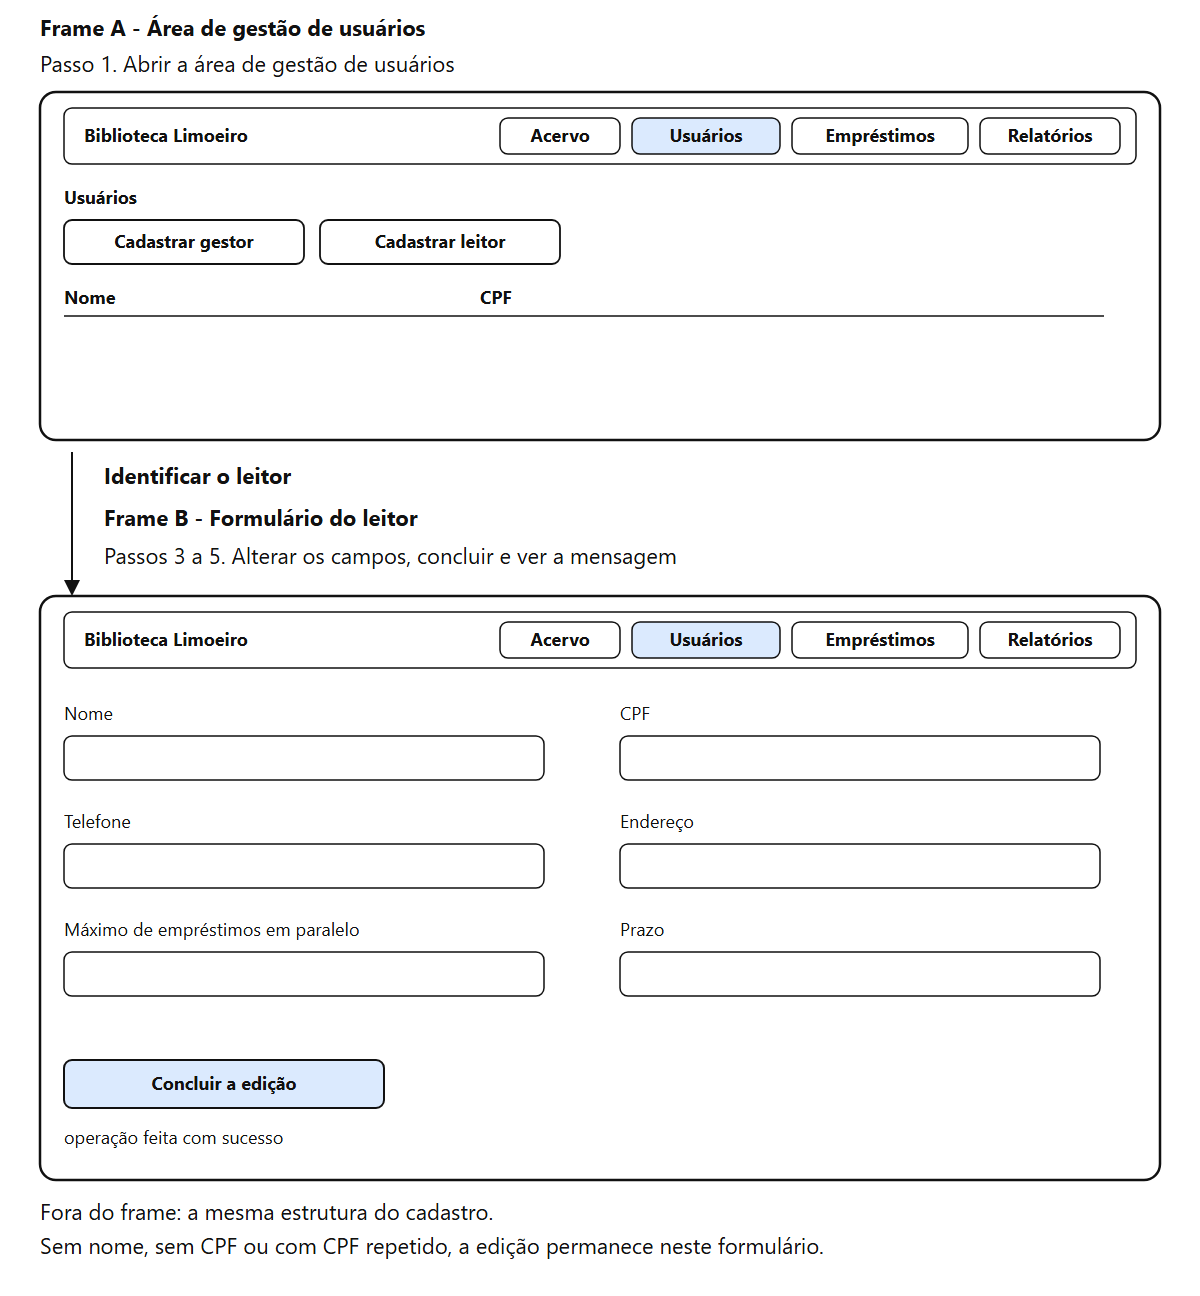 Frame A - Área de gestão de usuários
Passo 1. Abrir a área de gestão de usuários
Biblioteca Limoeiro Acervo Usuários Empréstimos Relatórios
Usuários
Cadastrar gestor Cadastrar leitor
Nome CPF
Identificar o leitor
Frame B - Formulário do leitor
Passos 3 a 5. Alterar os campos, concluir e ver a mensagem
Biblioteca Limoeiro Acervo Usuários Empréstimos Relatórios
Nome CPF
Telefone Endereço
Máximo de empréstimos em paralelo Prazo
Concluir a edição
operação feita com sucesso
Fora do frame: a mesma estrutura do cadastro.
Sem nome, sem CPF ou com CPF repetido, a edição permanece neste formulário.